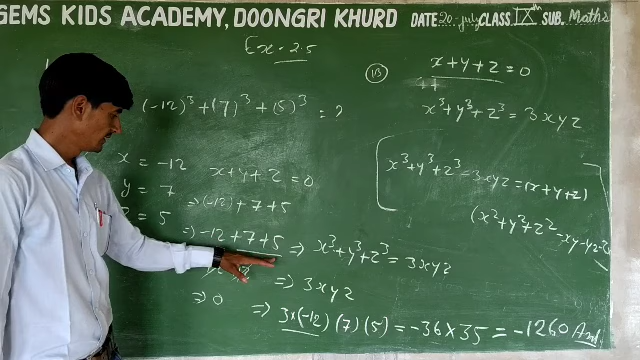 GEMS KIDS ACADEMY, DOONGRI KHURD DATE 20-july CLASS IXth SUB. Maths
Ex-2.5
(-12)³ + (7)³ + (5)³ = ?
x = -12
y = 7
= 5
x+y+z = 0
⇒ (-12) + 7+5
⇒ -12 + 7 + 5
⇒ 0
⇒ x³+y³+z³ = 3xyz
⇒ 3xyz
⇒ 3×(-12) (7) (5) = -36 × 35 = -1260 Ans
(13) x+y+z = 0
x³+y³+z³ = 3xyz
x³+y³+z³-3xyz = (x+y+z)
(x²+y²+z²-xy-yz-z